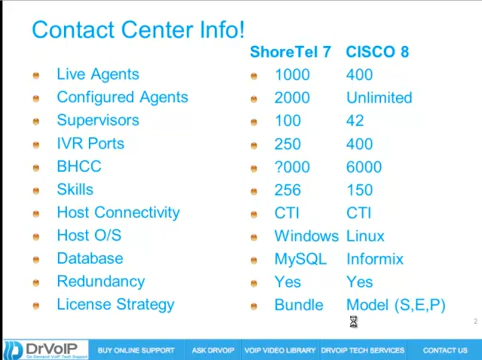 Contact Center Info!
ShoreTel 7 CISCO 8
Live Agents 1000 400
Configured Agents 2000 Unlimited
Supervisors 100 42
IVR Ports 250 400
BHCC ?000 6000
Skills 256 150
Host Connectivity CTI CTI
Host O/S Windows Linux
Database MySQL Informix
Redundancy Yes Yes
License Strategy Bundle Model (S,E,P)
2
DrVoIP BUY ONLINE SUPPORT ASK DRVOIP VOIP VIDEO LIBRARY DRVOIP TECH SERVICES CONTACT US